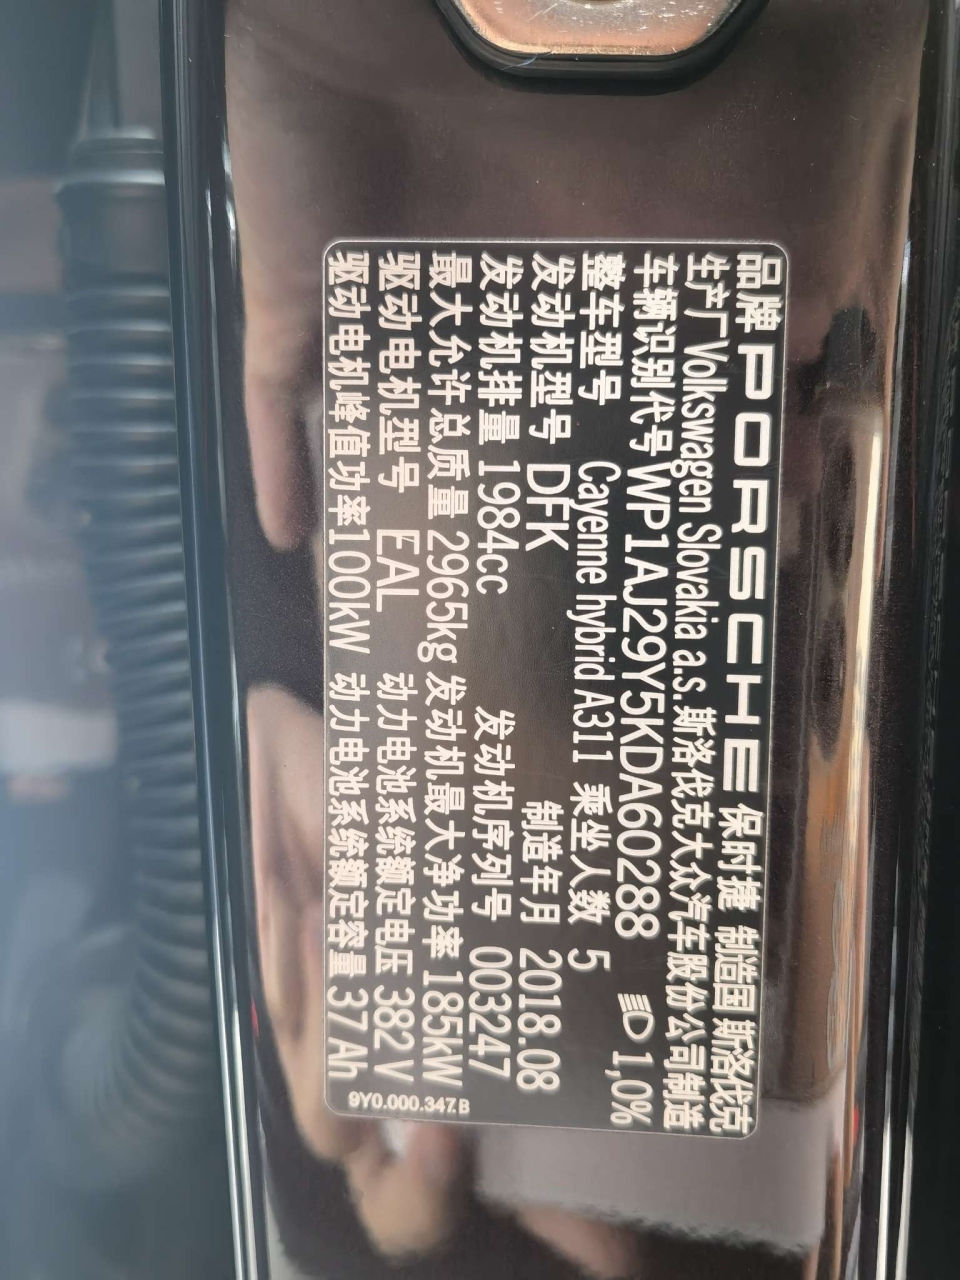 品牌 PORSCHE 保时捷 制造国 斯洛伐克
生产厂 Volkswagen Slovakia a.s. 斯洛伐克大众汽车股份公司制造
车辆识别代号 WP1AJ29Y5KDA60288 1,0%
整车型号 Cayenne hybrid A311 乘坐人数 5
发动机型号 DFK 制造年月 2018.08
发动机排量 1984cc 发动机序列号 003247
最大允许总质量 2965kg 发动机最大净功率 185kW
驱动电机型号 EAL 动力电池系统额定电压 382V
驱动电机峰值功率100kW 动力电池系统额定容量 37Ah
9Y0.000.347.B